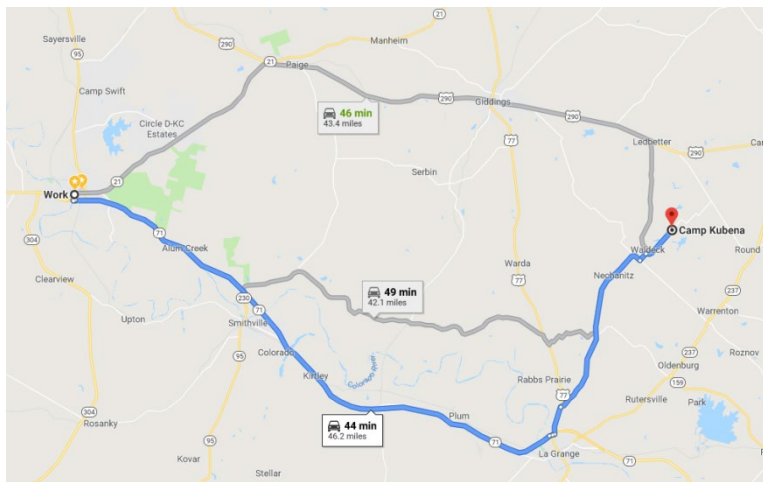 Sayersville
95
290
21
Manheim
21
Paige
Camp Swift
46 min
43.4 miles
290
Giddings
77
290
Ledbetter
290
Circle D-KC
Estates
Serbin
21
Work
Camp Kubena
304
71
Alum Creek
Warda
77
Waldeck
Round
Nechanitz
Clearview
49 min
42.1 miles
237
Warrenton
Upton
230
71
Smithville
Colorado
Colorado River
95
Kirtley
Rabbs Prairie
77
237
Roznov
Oldenburg
159
Rutersville
Park
304
Rosanky
44 min
46.2 miles
Plum
71
95
Kovar
La Grange
71
Stellar